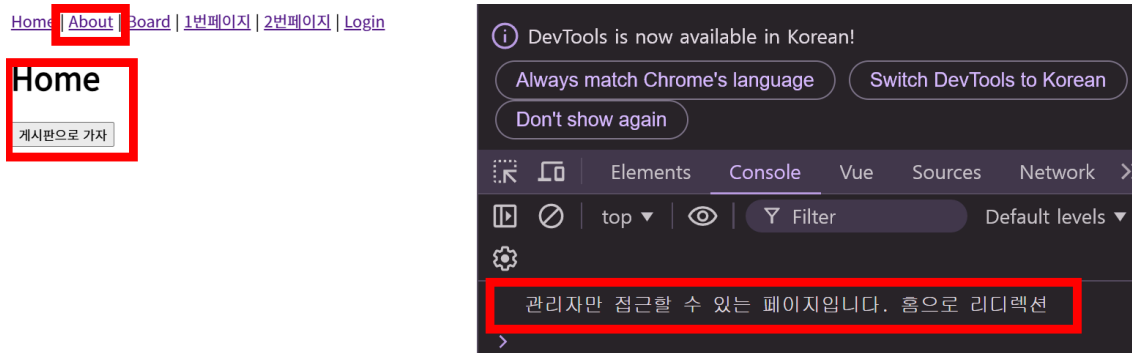 Home | About | Board | 1번페이지 | 2번페이지 | Login
Home
게시판으로 가자
DevTools is now available in Korean!
Always match Chrome's language
Switch DevTools to Korean
Don't show again
Elements
Console
Vue
Sources
Network
top
Filter
Default levels
관리자만 접근할 수 있는 페이지입니다. 홈으로 리디렉션